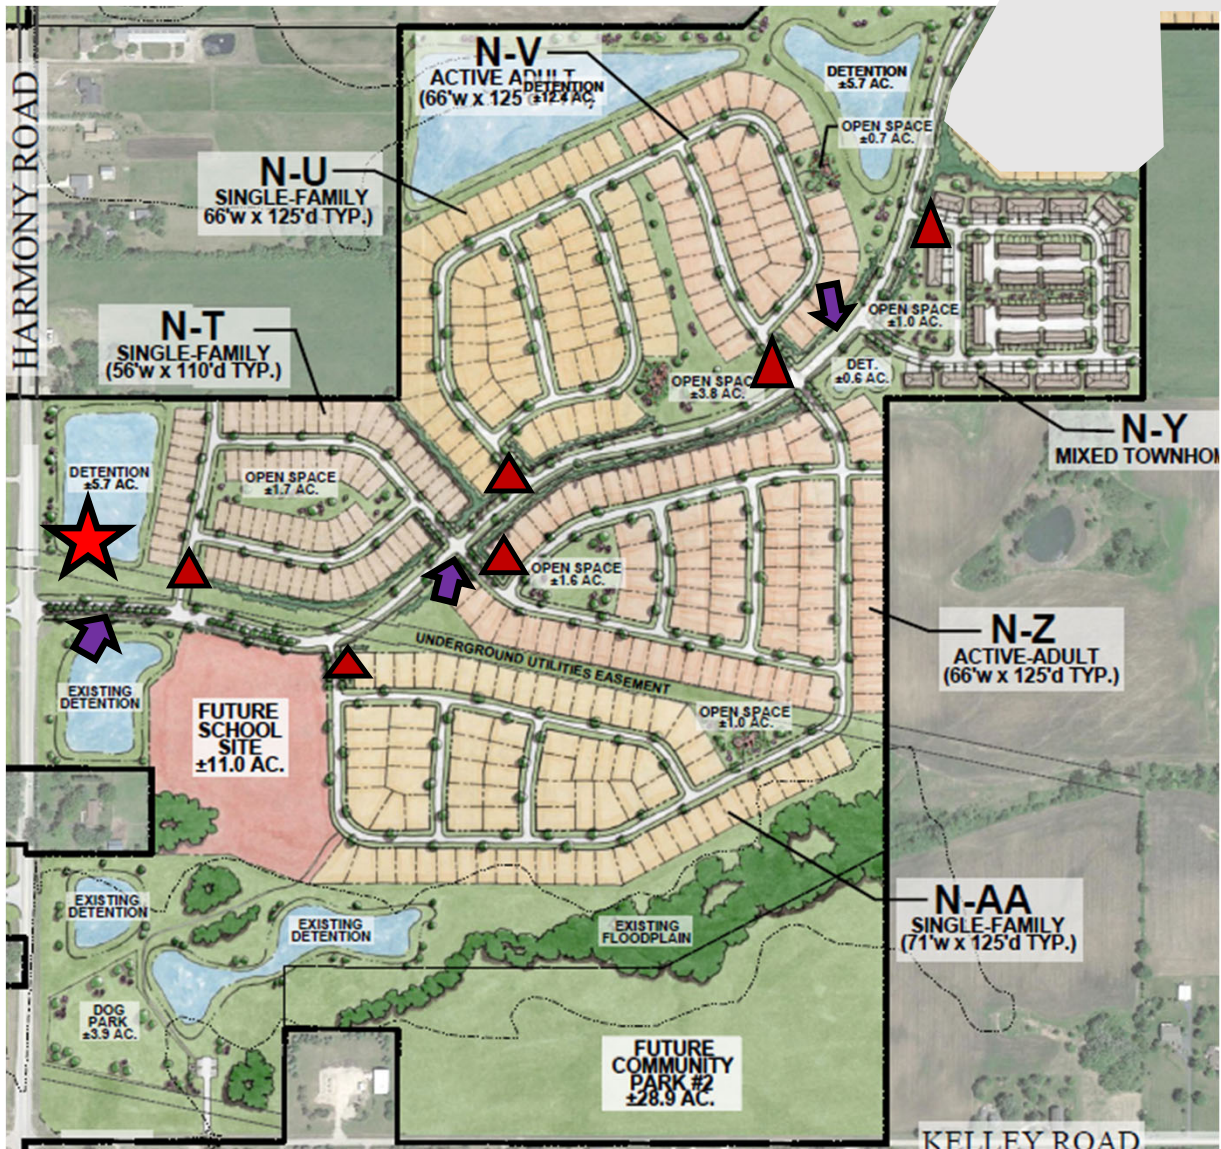 HARMONY ROAD
N-V
ACTIVE ADULT
(66'w x 125'd TYP.)
DETENTION
±12.4 AC.
DETENTION
±5.7 AC.
OPEN SPACE
±0.7 AC.
N-U
SINGLE-FAMILY
66'w x 125'd TYP.)
N-T
SINGLE-FAMILY
(56'w x 110'd TYP.)
OPEN SPACE
±1.0 AC.
DET.
±0.6 AC.
OPEN SPACE
±3.8 AC.
N-Y
MIXED TOWNHOM
DETENTION
±5.7 AC.
OPEN SPACE
±1.7 AC.
OPEN SPACE
±1.6 AC.
N-Z
ACTIVE-ADULT
(66'w x 125'd TYP.)
UNDERGROUND UTILITIES EASEMENT
EXISTING
DETENTION
FUTURE
SCHOOL
SITE
±11.0 AC.
OPEN SPACE
±1.0 AC.
N-AA
SINGLE-FAMILY
(71'w x 125'd TYP.)
EXISTING
DETENTION
EXISTING
DETENTION
EXISTING
FLOODPLAIN
DOG
PARK
±3.9 AC.
FUTURE
COMMUNITY
PARK #2
±28.9 AC.
KELLEY ROAD